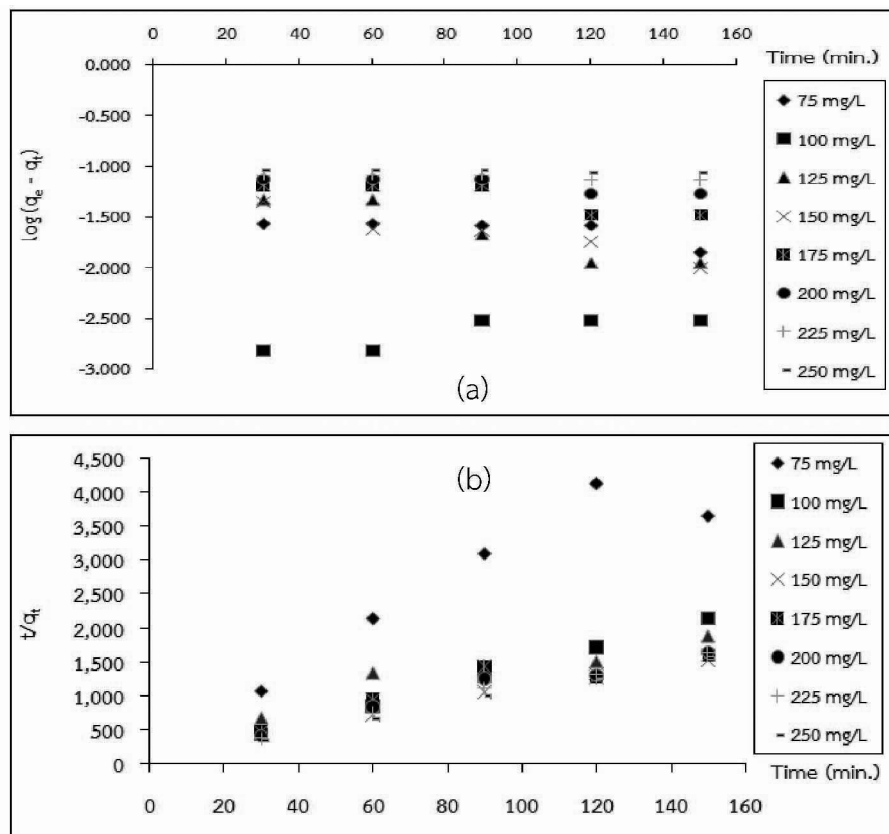 0 20 40 60 80 100 120 140 160
Time (min.)
0.000
-0.500
-1.000
-1.500
-2.000
-2.500
-3.000
log (qₑ - qₜ)
75 mg/L
100 mg/L
125 mg/L
150 mg/L
175 mg/L
200 mg/L
225 mg/L
250 mg/L
(a)
4,500
4,000
3,500
3,000
2,500
2,000
1,500
1,000
500
0
t/qₜ
(b)
75 mg/L
100 mg/L
125 mg/L
150 mg/L
175 mg/L
200 mg/L
225 mg/L
250 mg/L
Time (min.)
0 20 40 60 80 100 120 140 160